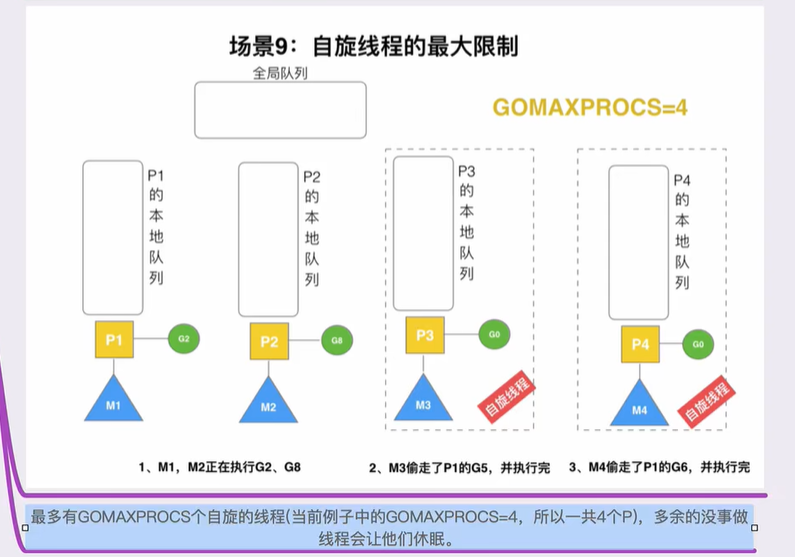 场景9：自旋线程的最大限制
全局队列
GOMAXPROCS=4
P1的本地队列
P2的本地队列
P3的本地队列
P4的本地队列
P1
G2
P2
G8
P3
G0
P4
G0
M1
M2
M3
自旋线程
M4
自旋线程
1、M1，M2正在执行G2、G8
2、M3偷走了P1的G5，并执行完
3、M4偷走了P1的G6，并执行完
最多有GOMAXPROCS个自旋的线程(当前例子中的GOMAXPROCS=4，所以一共4个P)，多余的没事做
线程会让他们休眠。